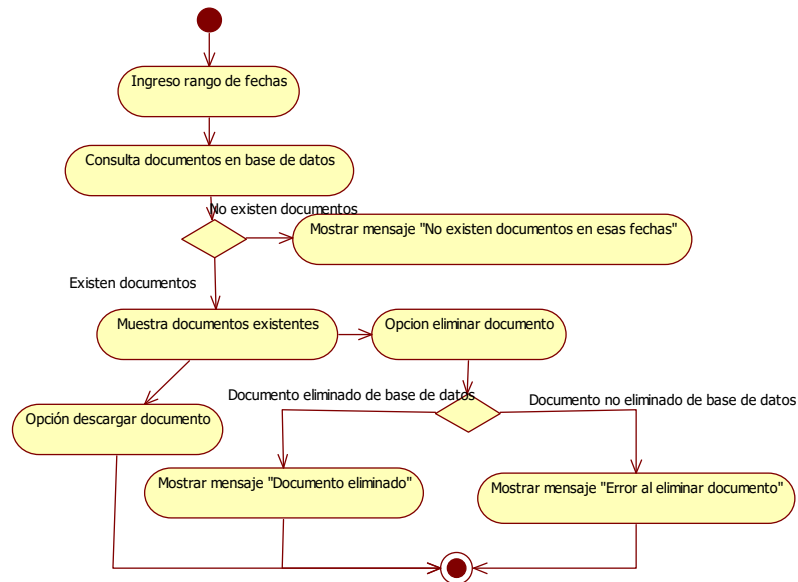 Ingreso rango de fechas
Consulta documentos en base de datos
No existen documentos
Mostrar mensaje "No existen documentos en esas fechas"
Existen documentos
Muestra documentos existentes
Opcion eliminar documento
Documento eliminado de base de datos
Documento no eliminado de base de datos
Opción descargar documento
Mostrar mensaje "Documento eliminado"
Mostrar mensaje "Error al eliminar documento"